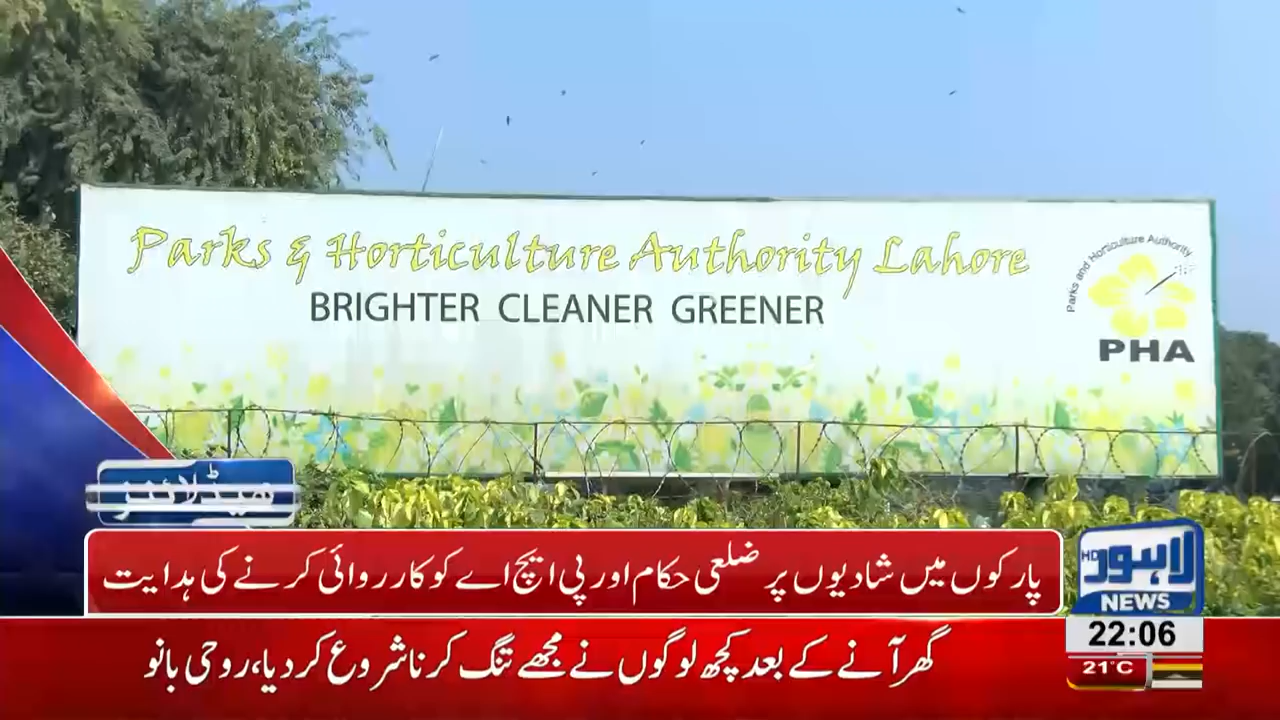 Parks & Horticulture Authority Lahore
BRIGHTER CLEANER GREENER
Parks and Horticulture Authority
PHA
ہیڈلائنز
پارکوں میں شادیوں پر ضلعی حکام اور پی ایچ اے کو کارروائی کرنے کی ہدایت
HD لاہور
NEWS
22:06
21°C
گھر آنے کے بعد کچھ لوگوں نے مجھے تنگ کرنا شروع کر دیا، روحی بانو